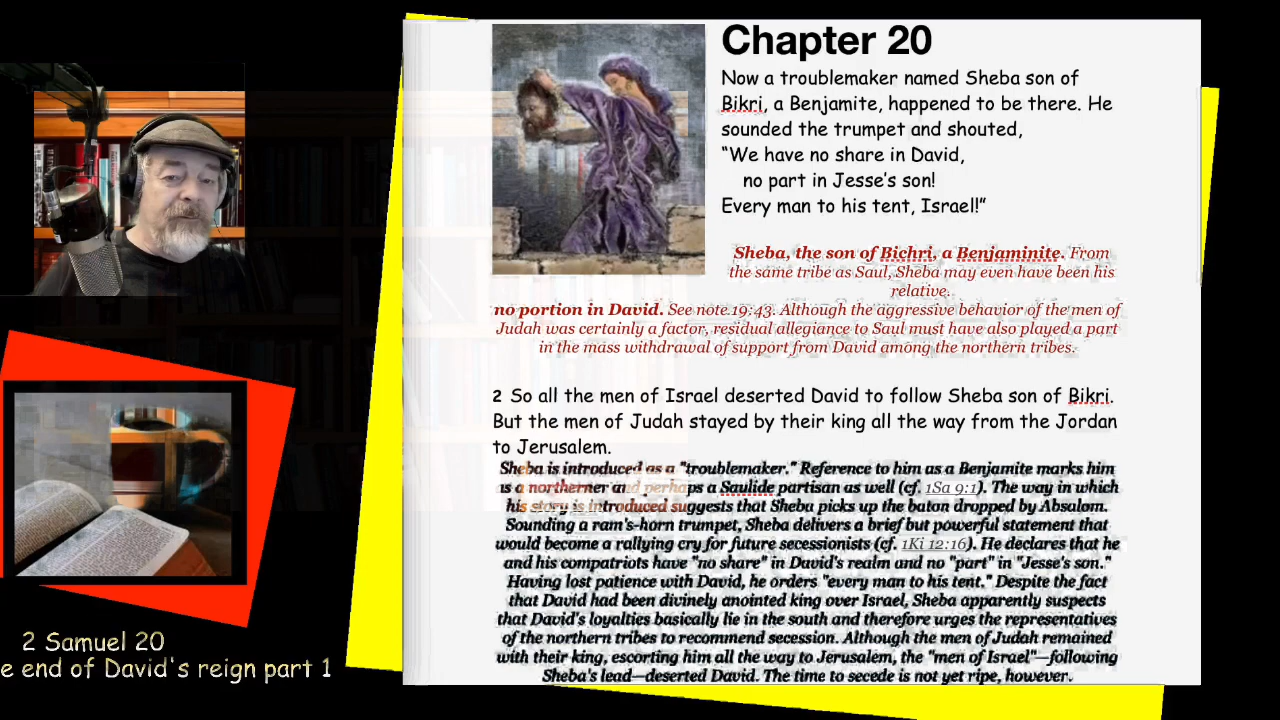 Chapter 20
Now a troublemaker named Sheba son of
Bikri, a Benjamite, happened to be there. He
sounded the trumpet and shouted,
“We have no share in David,
no part in Jesse’s son!
Every man to his tent, Israel!”
Sheba, the son of Bichri, a Benjaminite. From
the same tribe as Saul, Sheba may even have been his
relative.
no portion in David. See note 19:43. Although the aggressive behavior of the men of
Judah was certainly a factor, residual allegiance to Saul must have also played a part
in the mass withdrawal of support from David among the northern tribes.
2 So all the men of Israel deserted David to follow Sheba son of Bikri.
But the men of Judah stayed by their king all the way from the Jordan
to Jerusalem.
Sheba is introduced as a "troublemaker." Reference to him as a Benjamite marks him
is a northerner and perhaps a Saulide partisan as well (cf. 1Sa 9:1). The way in which
his story is introduced suggests that Sheba picks up the baton dropped by Absalom.
Sounding a ram's-horn trumpet, Sheba delivers a brief but powerful statement that
would become a rallying cry for future secessionists (cf. 1Ki 12:16). He declares that he
and his compatriots have "no share" in David's realm and no "part" in "Jesse's son."
Having lost patience with David, he orders "every man to his tent." Despite the fact
that David had been divinely anointed king over Israel, Sheba apparently suspects
that David's loyalties basically lie in the south and therefore urges the representatives
of the northern tribes to recommend secession. Although the men of Judah remained
with their king, escorting him all the way to Jerusalem, the "men of Israel"—following
Sheba's lead—deserted David. The time to secede is not yet ripe, however.
2 Samuel 20
e end of David's reign part 1